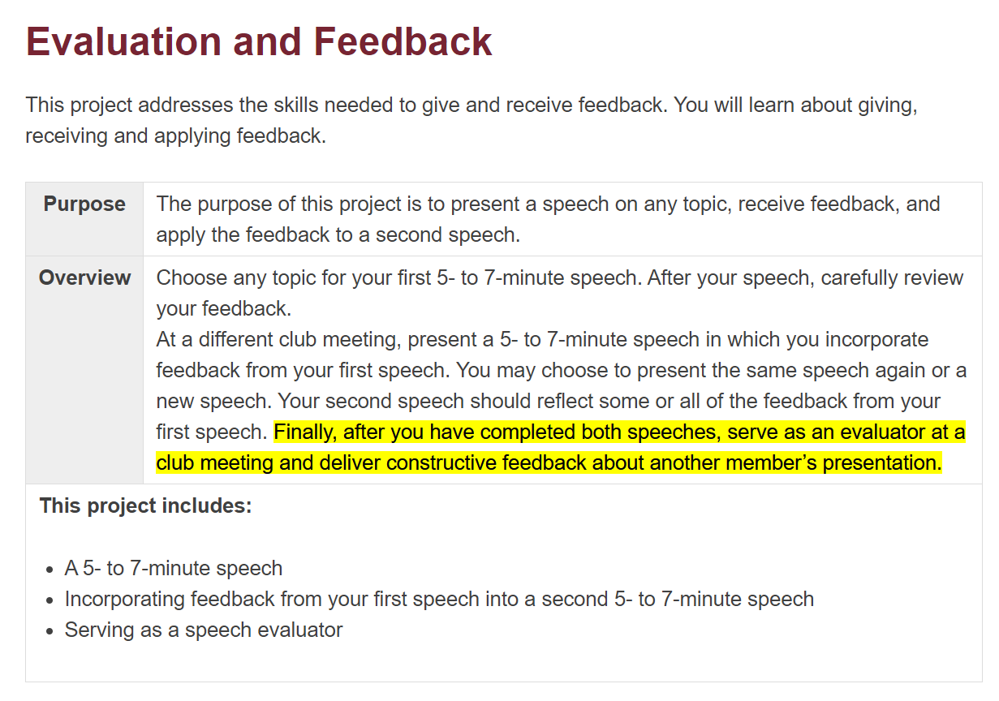 Evaluation and Feedback
This project addresses the skills needed to give and receive feedback. You will learn about giving,
receiving and applying feedback.
Purpose
The purpose of this project is to present a speech on any topic, receive feedback, and
apply the feedback to a second speech.
Overview
Choose any topic for your first 5- to 7-minute speech. After your speech, carefully review
your feedback.
At a different club meeting, present a 5- to 7-minute speech in which you incorporate
feedback from your first speech. You may choose to present the same speech again or a
new speech. Your second speech should reflect some or all of the feedback from your
first speech. Finally, after you have completed both speeches, serve as an evaluator at a
club meeting and deliver constructive feedback about another member’s presentation.
This project includes:
• A 5- to 7-minute speech
• Incorporating feedback from your first speech into a second 5- to 7-minute speech
• Serving as a speech evaluator